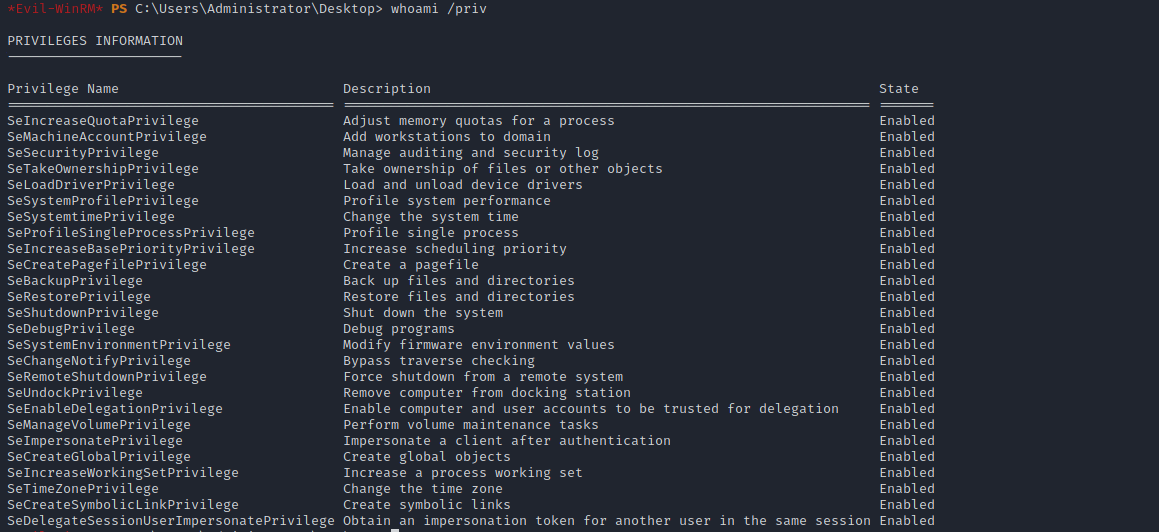 *Evil-WinRM* PS C:\Users\Administrator\Desktop> whoami /priv
PRIVILEGES INFORMATION
----------------------
Privilege Name Description State
========================================= ================================================================== =======
SeIncreaseQuotaPrivilege Adjust memory quotas for a process Enabled
SeMachineAccountPrivilege Add workstations to domain Enabled
SeSecurityPrivilege Manage auditing and security log Enabled
SeTakeOwnershipPrivilege Take ownership of files or other objects Enabled
SeLoadDriverPrivilege Load and unload device drivers Enabled
SeSystemProfilePrivilege Profile system performance Enabled
SeSystemtimePrivilege Change the system time Enabled
SeProfileSingleProcessPrivilege Profile single process Enabled
SeIncreaseBasePriorityPrivilege Increase scheduling priority Enabled
SeCreatePagefilePrivilege Create a pagefile Enabled
SeBackupPrivilege Back up files and directories Enabled
SeRestorePrivilege Restore files and directories Enabled
SeShutdownPrivilege Shut down the system Enabled
SeDebugPrivilege Debug programs Enabled
SeSystemEnvironmentPrivilege Modify firmware environment values Enabled
SeChangeNotifyPrivilege Bypass traverse checking Enabled
SeRemoteShutdownPrivilege Force shutdown from a remote system Enabled
SeUndockPrivilege Remove computer from docking station Enabled
SeEnableDelegationPrivilege Enable computer and user accounts to be trusted for delegation Enabled
SeManageVolumePrivilege Perform volume maintenance tasks Enabled
SeImpersonatePrivilege Impersonate a client after authentication Enabled
SeCreateGlobalPrivilege Create global objects Enabled
SeIncreaseWorkingSetPrivilege Increase a process working set Enabled
SeTimeZonePrivilege Change the time zone Enabled
SeCreateSymbolicLinkPrivilege Create symbolic links Enabled
SeDelegateSessionUserImpersonatePrivilege Obtain an impersonation token for another user in the same session Enabled